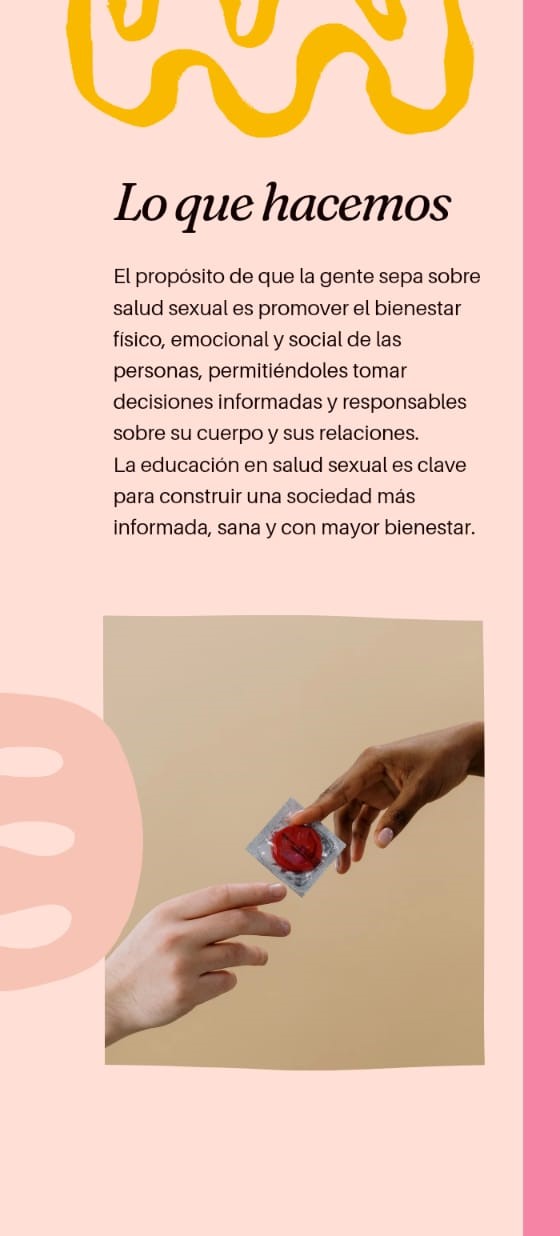 Lo que hacemos
El propósito de que la gente sepa sobre
salud sexual es promover el bienestar
físico, emocional y social de las
personas, permitiéndoles tomar
decisiones informadas y responsables
sobre su cuerpo y sus relaciones.
La educación en salud sexual es clave
para construir una sociedad más
informada, sana y con mayor bienestar.